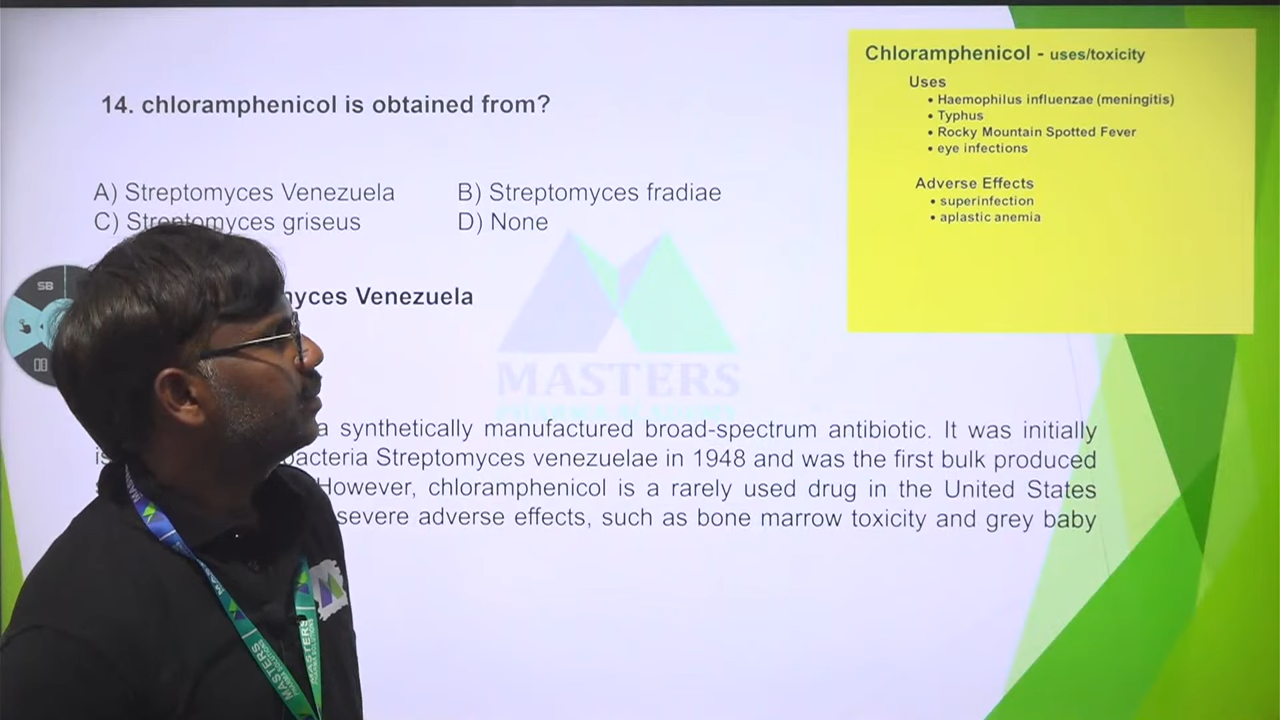 14. chloramphenicol is obtained from?
A) Streptomyces Venezuela
B) Streptomyces fradiae
C) Streptomyces griseus
D) None
Venezuela
a synthetically manufactured broad-spectrum antibiotic. It was initially
bacteria Streptomyces venezuelae in 1948 and was the first bulk produced
However, chloramphenicol is a rarely used drug in the United States
severe adverse effects, such as bone marrow toxicity and grey baby
Chloramphenicol - uses/toxicity
Uses
• Haemophilus influenzae (meningitis)
• Typhus
• Rocky Mountain Spotted Fever
• eye infections
Adverse Effects
• superinfection
• aplastic anemia
MASTERS
SB
MASTERS